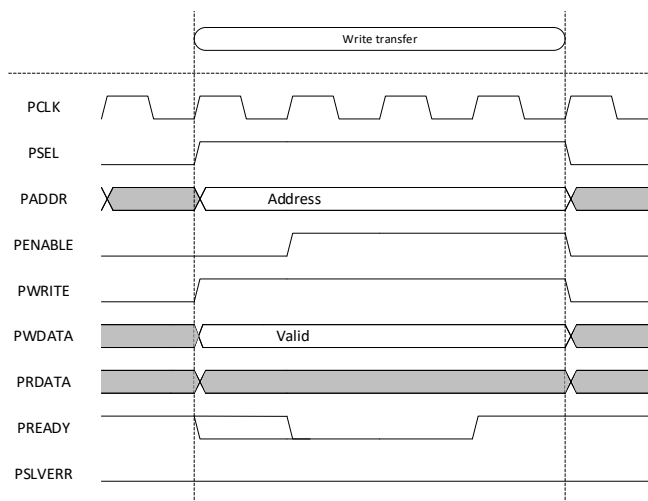 Write transfer
PCLK
PSEL
PADDR Address
PENABLE
PWRITE
PWDATA Valid
PRDATA
PREADY
PSLVERR